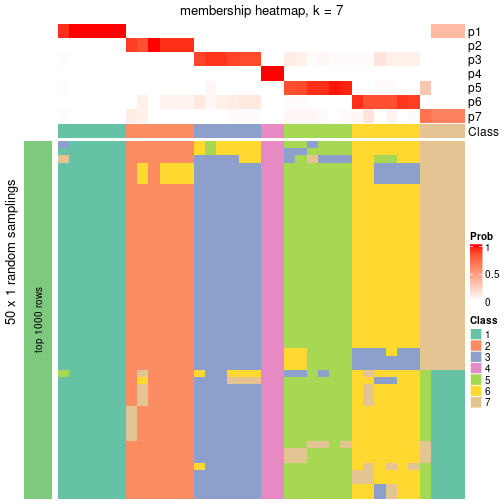 membership heatmap, k = 7
p1
p2
p3
p4
p5
p6
p7
Class
50 x 1 random samplings
top 1000 rows
Prob
1
0.5
0
Class
1
2
3
4
5
6
7